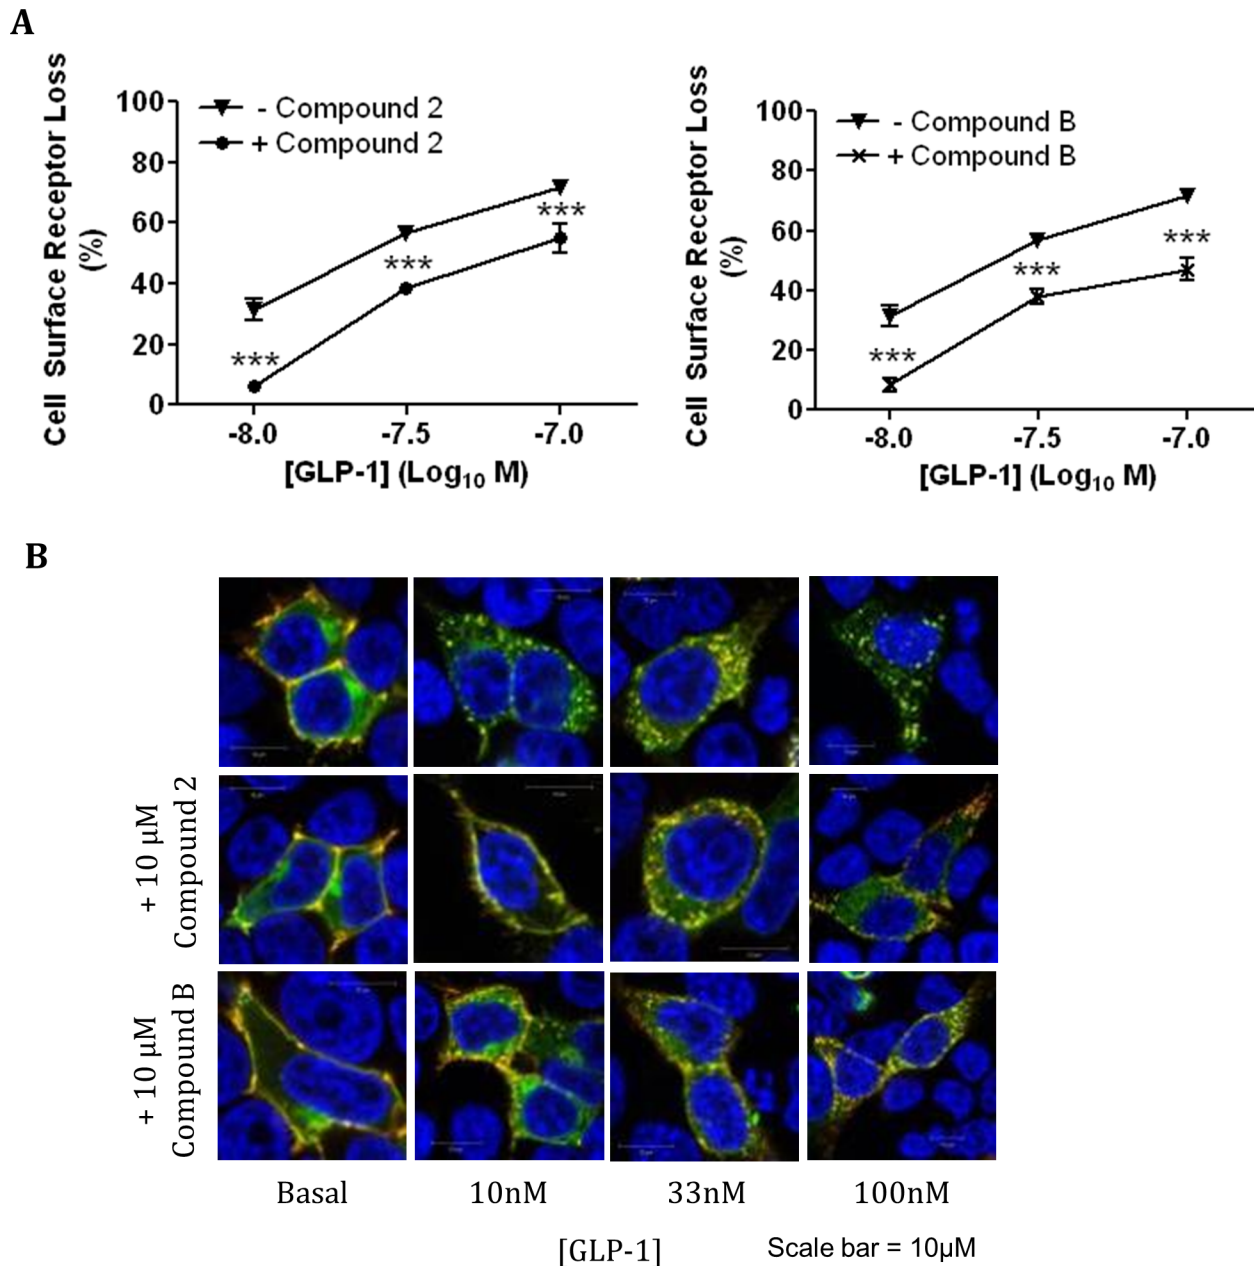 A
Cell Surface Receptor Loss
(%)
100
80
60
40
20
0
- Compound 2
+ Compound 2
***
***
***
-8.0
-7.5
-7.0
[GLP-1] (Log10 M)
Cell Surface Receptor Loss
(%)
100
80
60
40
20
0
- Compound B
+ Compound B
***
***
***
-8.0
-7.5
-7.0
[GLP-1] (Log10 M)
B
+ 10 µM
Compound 2
+ 10 µM
Compound B
Basal
10nM
33nM
100nM
[GLP-1]
Scale bar = 10µM